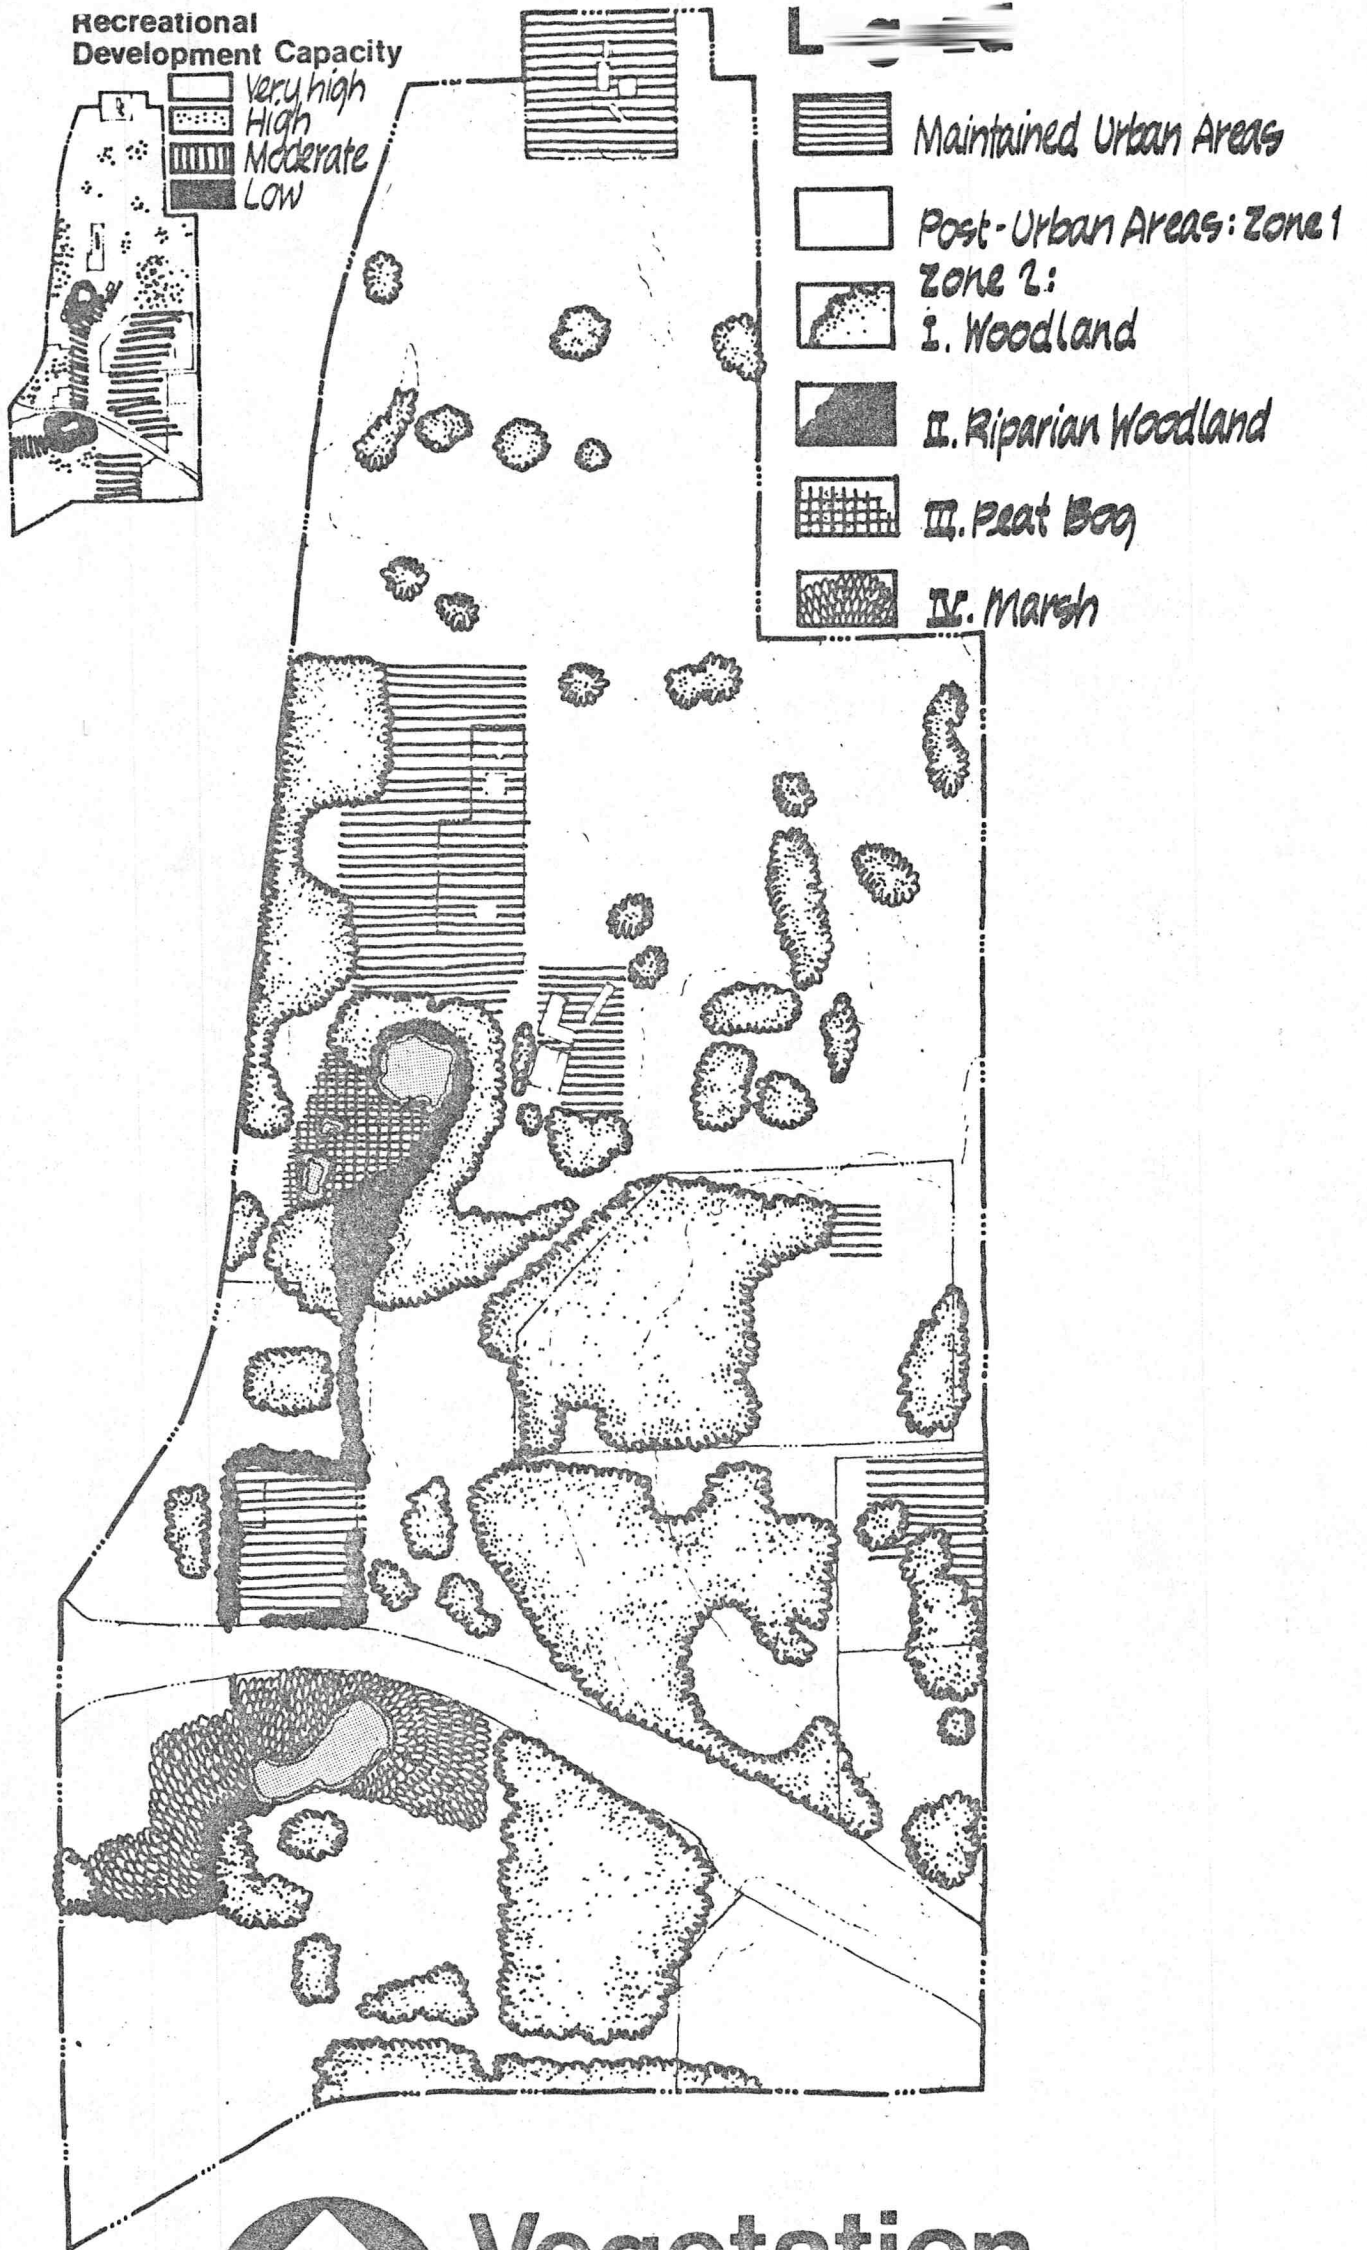 Recreational
Development Capacity
Very high
High
Moderate
Low
Maintained Urban Areas
Post-Urban Areas: Zone 1
Zone 2:
I. Woodland
II. Riparian Woodland
III. Peat Bog
IV. Marsh
Vegetation